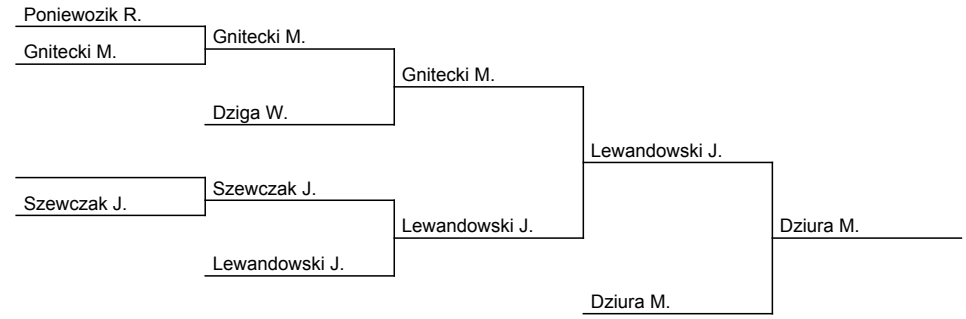 Poniewozik R.
Gnitecki M.
Gnitecki M.
Gnitecki M.
Dziga W.
Lewandowski J.
Szewczak J.
Szewczak J.
Lewandowski J.
Dziura M.
Lewandowski J.
Dziura M.